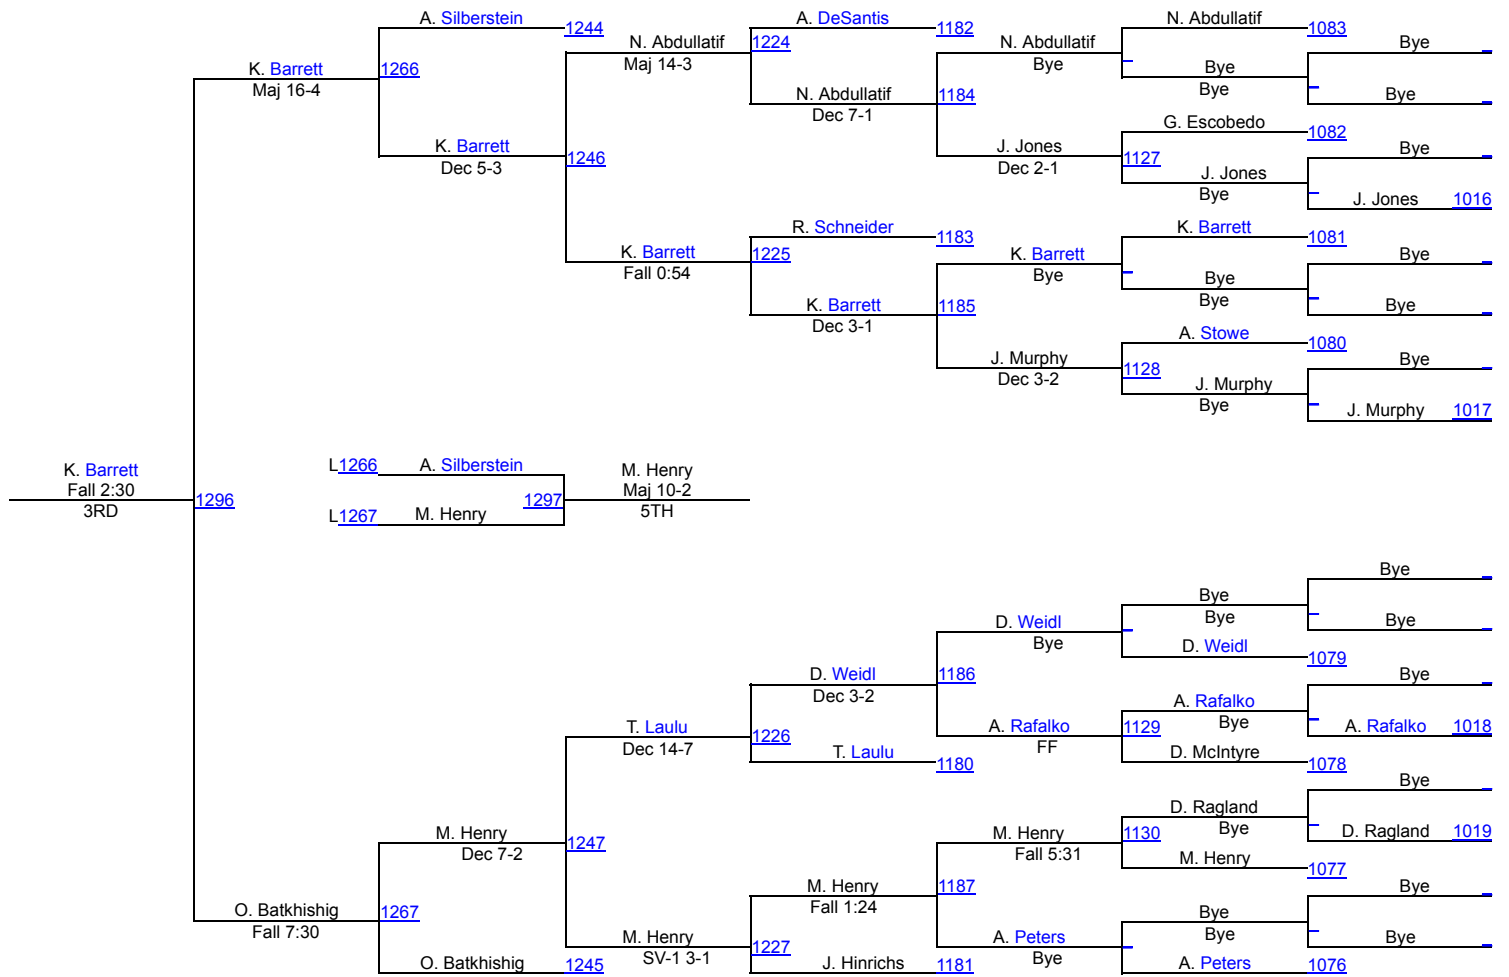 A. Silberstein
1244
K. Barrett
Maj 16-4
1266
K. Barrett
Dec 5-3
N. Abdullatif
Maj 14-3
1246
K. Barrett
Fall 0:54
A. DeSantis
1182
1224
N. Abdullatif
Dec 7-1
N. Abdullatif
Bye
1184
J. Jones
Dec 2-1
N. Abdullatif
1083
Bye
Bye
Bye
Bye
G. Escobedo
1082
1127
J. Jones
Bye
Bye
J. Jones 1016
R. Schneider
1183
1225
K. Barrett
Dec 3-1
K. Barrett
Bye
1185
J. Murphy
Dec 3-2
K. Barrett
1081
Bye
Bye
Bye
Bye
A. Stowe
1080
1128
J. Murphy
Bye
Bye
J. Murphy 1017
K. Barrett
Fall 2:30
3RD
1296
L1266 A. Silberstein
L1267 M. Henry
1297
M. Henry
Maj 10-2
5TH
Bye
Bye
Bye
Bye
D. Weidl
Bye
D. Weidl
1079
D. Weidl
Dec 3-2
1186
Bye
A. Rafalko
Bye
A. Rafalko 1018
A. Rafalko
FF
1129
D. McIntyre
1078
T. Laulu
Dec 14-7
1226
T. Laulu
1180
Bye
D. Ragland
Bye
D. Ragland 1019
M. Henry
Fall 5:31
1130
M. Henry
1077
M. Henry
Dec 7-2
1247
M. Henry
Fall 1:24
1187
Bye
Bye
Bye
Bye
A. Peters
Bye
A. Peters
1076
O. Batkhishig
Fall 7:30
1267
M. Henry
SV-1 3-1
1227
J. Hinrichs
1181
O. Batkhishig
1245